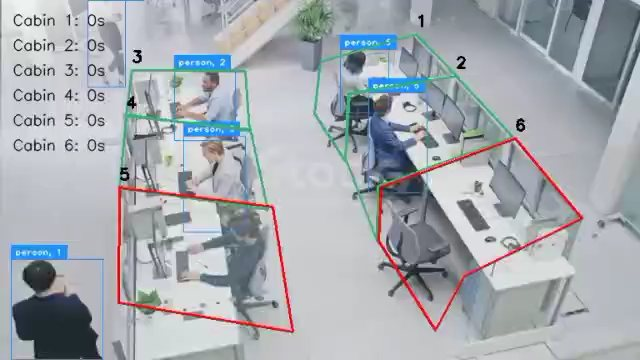 Cabin 1: 0s
Cabin 2: 0s
Cabin 3: 0s
Cabin 4: 0s
Cabin 5: 0s
Cabin 6: 0s
1
person, 5
2
3
person, 2
4
person, 6
6
5
person, 1